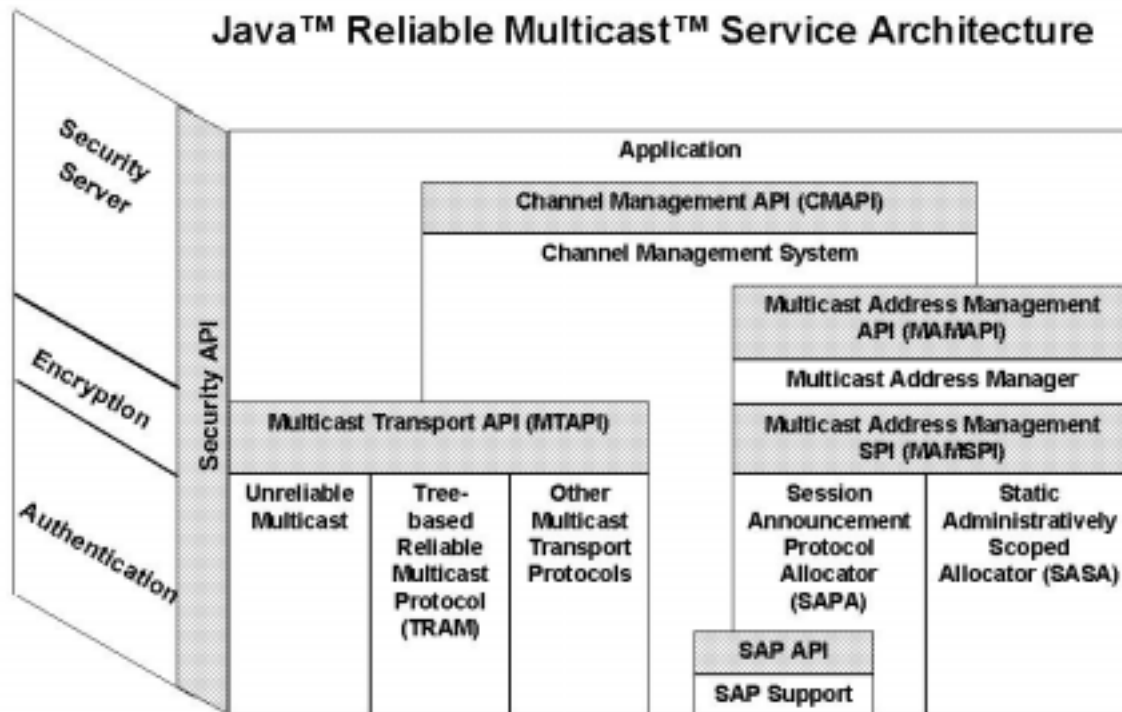 Java™ Reliable Multicast™ Service Architecture
Security
Server
Encryption
Authentication
Security API
Application
Channel Management API (CMAPI)
Channel Management System
Multicast Address Management
API (MAMAPI)
Multicast Address Manager
Multicast Address Management
SPI (MAMSPI)
Multicast Transport API (MTAPI)
Unreliable
Multicast
Tree-
based
Reliable
Multicast
Protocol
(TRAM)
Other
Multicast
Transport
Protocols
Session
Announcement
Protocol
Allocator
(SAPA)
Static
Administratively
Scoped
Allocator (SASA)
SAP API
SAP Support